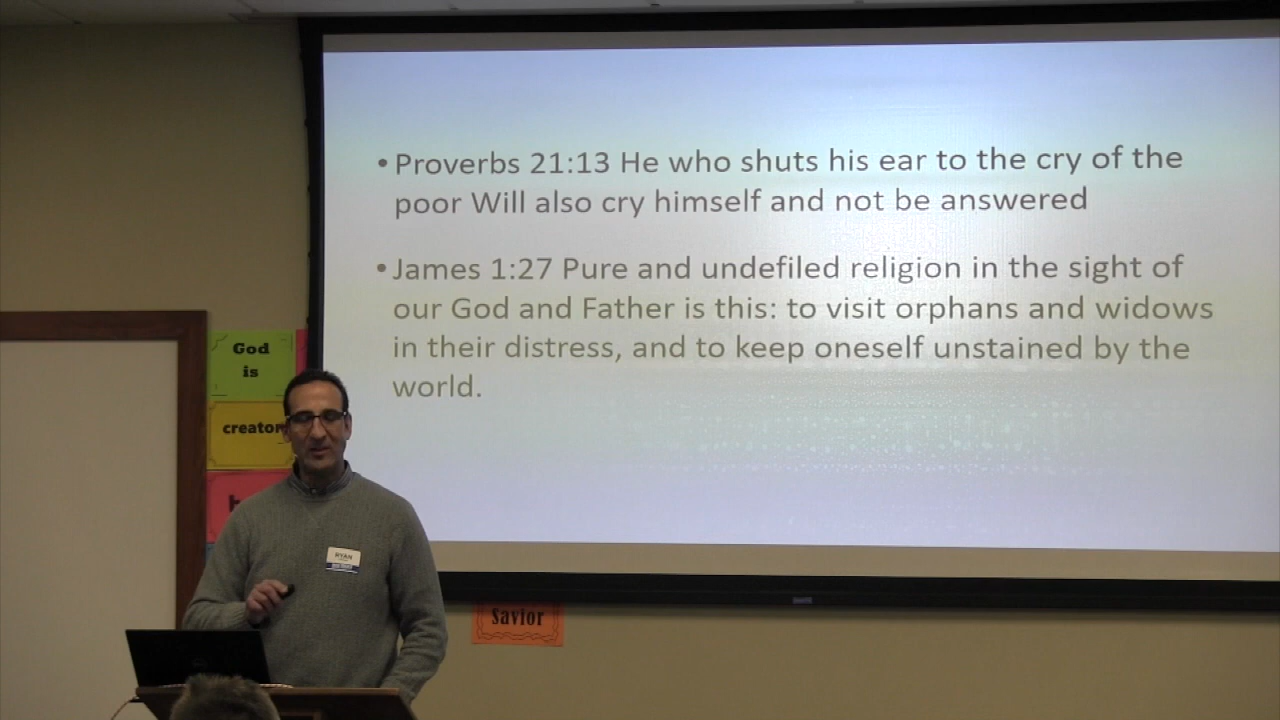 • Proverbs 21:13 He who shuts his ear to the cry of the
poor Will also cry himself and not be answered
• James 1:27 Pure and undefiled religion in the sight of
our God and Father is this: to visit orphans and widows
in their distress, and to keep oneself unstained by the
world.
God
is
creator
RYAN
Savior